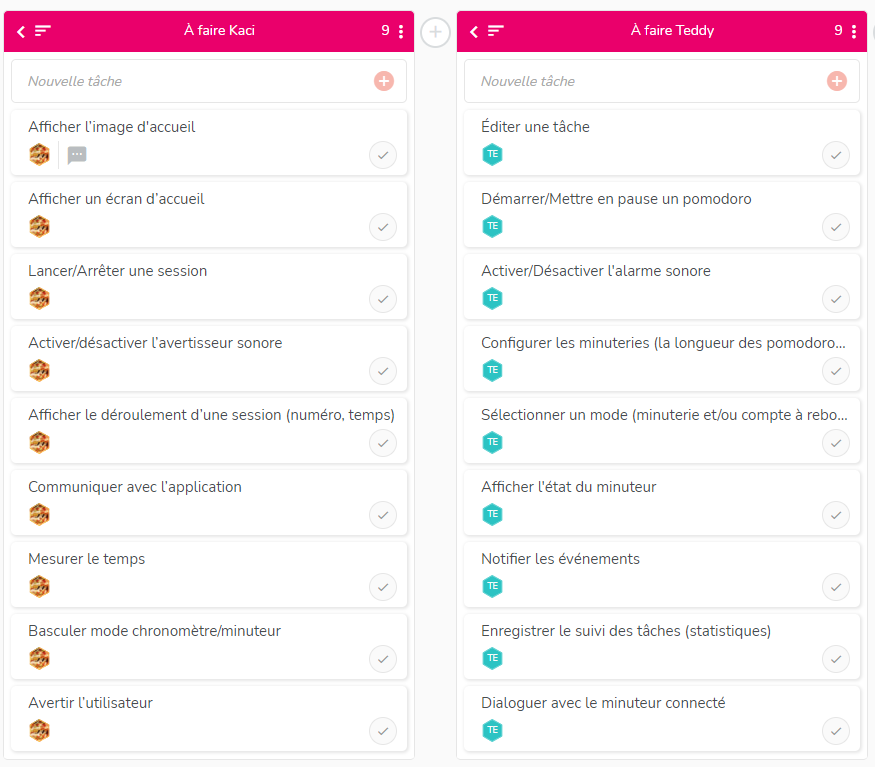 À faire Kaci
9
Nouvelle tâche
Afficher l’image d'accueil
Afficher un écran d’accueil
Lancer/Arrêter une session
Activer/désactiver l’avertisseur sonore
Afficher le déroulement d’une session (numéro, temps)
Communiquer avec l’application
Mesurer le temps
Basculer mode chronomètre/minuteur
Avertir l’utilisateur
À faire Teddy
9
Nouvelle tâche
Éditer une tâche
TE
Démarrer/Mettre en pause un pomodoro
TE
Activer/Désactiver l'alarme sonore
TE
Configurer les minuteries (la longueur des pomodoro...
TE
Sélectionner un mode (minuterie et/ou compte à rebo...
TE
Afficher l'état du minuteur
TE
Notifier les événements
TE
Enregistrer le suivi des tâches (statistiques)
TE
Dialoguer avec le minuteur connecté
TE